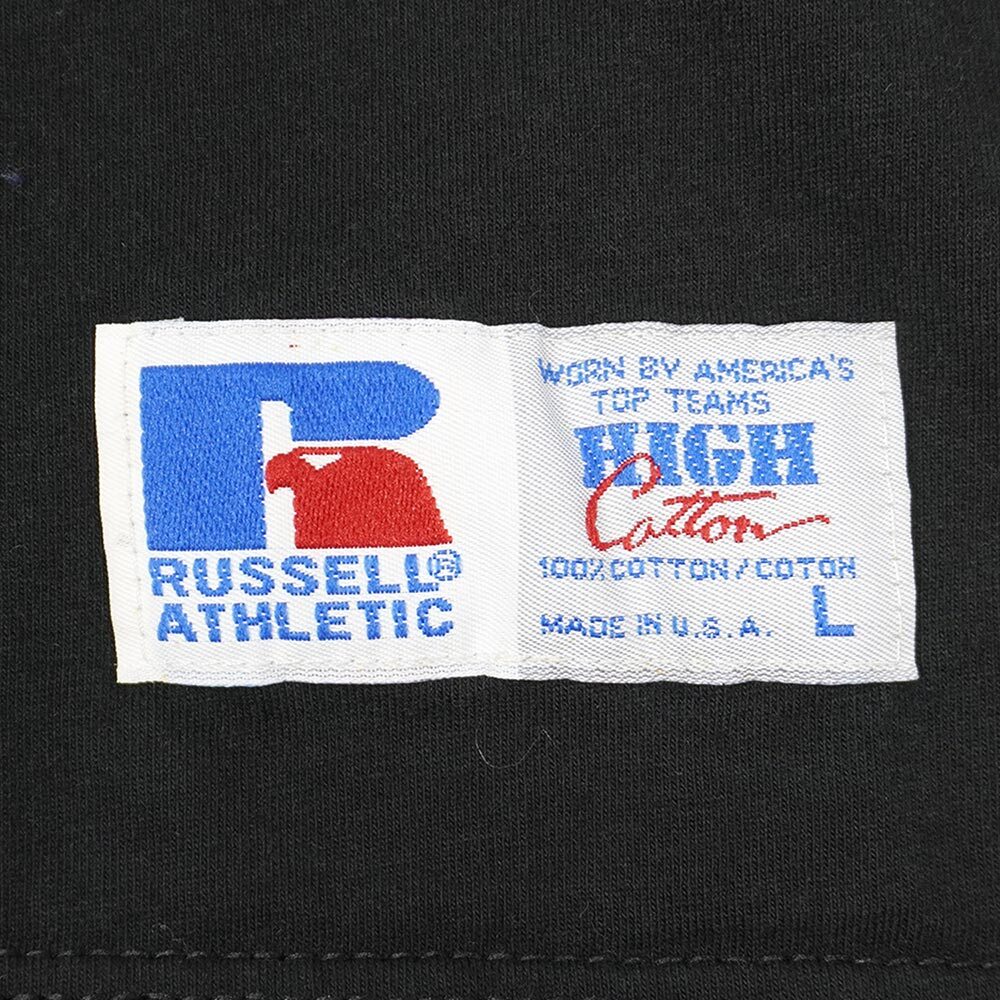 RUSSELL®
ATHLETIC
WORN BY AMERICA'S
TOP TEAMS
HIGH
Cotton
100% COTTON/COTON
MADE IN U.S.A. L